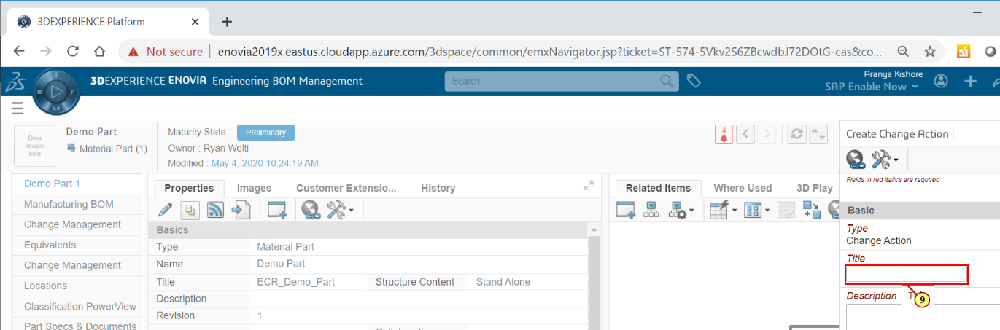 3DEXPERIENCE Platform
Not secure | enovia2019x.eastus.cloudapp.azure.com/3dspace/common/emxNavigator.jsp?ticket=ST-574-5Vkv2S6ZBcwdbJ72DOtG-cas&co...
3DEXPERIENCE ENOVIA Engineering BOM Management
Search
Aranya Kishore
SAP Enable Now
3D
V,R
Drop
Images
here
Demo Part
Material Part (1)
Maturity State : Preliminary
Owner : Ryan Welti
Modified : May 4, 2020 10:24:19 AM
4
Create Change Action
Fields in red italics are required
Basic
Type
Change Action
Title
9
Description
Demo Part 1
Manufacturing BOM
Change Management
Equivalents
Change Management
Locations
Classification PowerView
Part Specs & Documents
Properties Images Customer Extensio... History
Basics
Type Material Part
Name Demo Part
Title ECR_Demo_Part Structure Content Stand Alone
Description
Revision 1
Related Items Where Used 3D Play